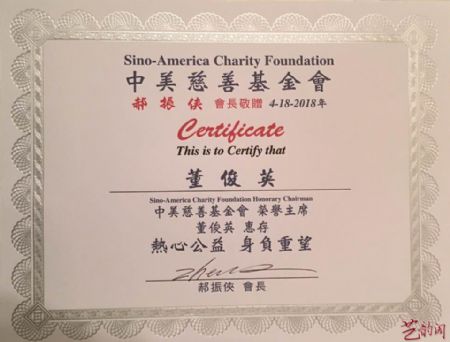 Sino-America Charity Foundation
中美慈善基金會
郝振俠 會長敬贈 4-18-2018年
Certificate
This is to Certify that
董俊英
Sino-America Charity Foundation Honorary Chairman
中美慈善基金會 榮譽主席
董俊英 惠存
熱心公益 身負重望
郝振俠 會長
艺韵网